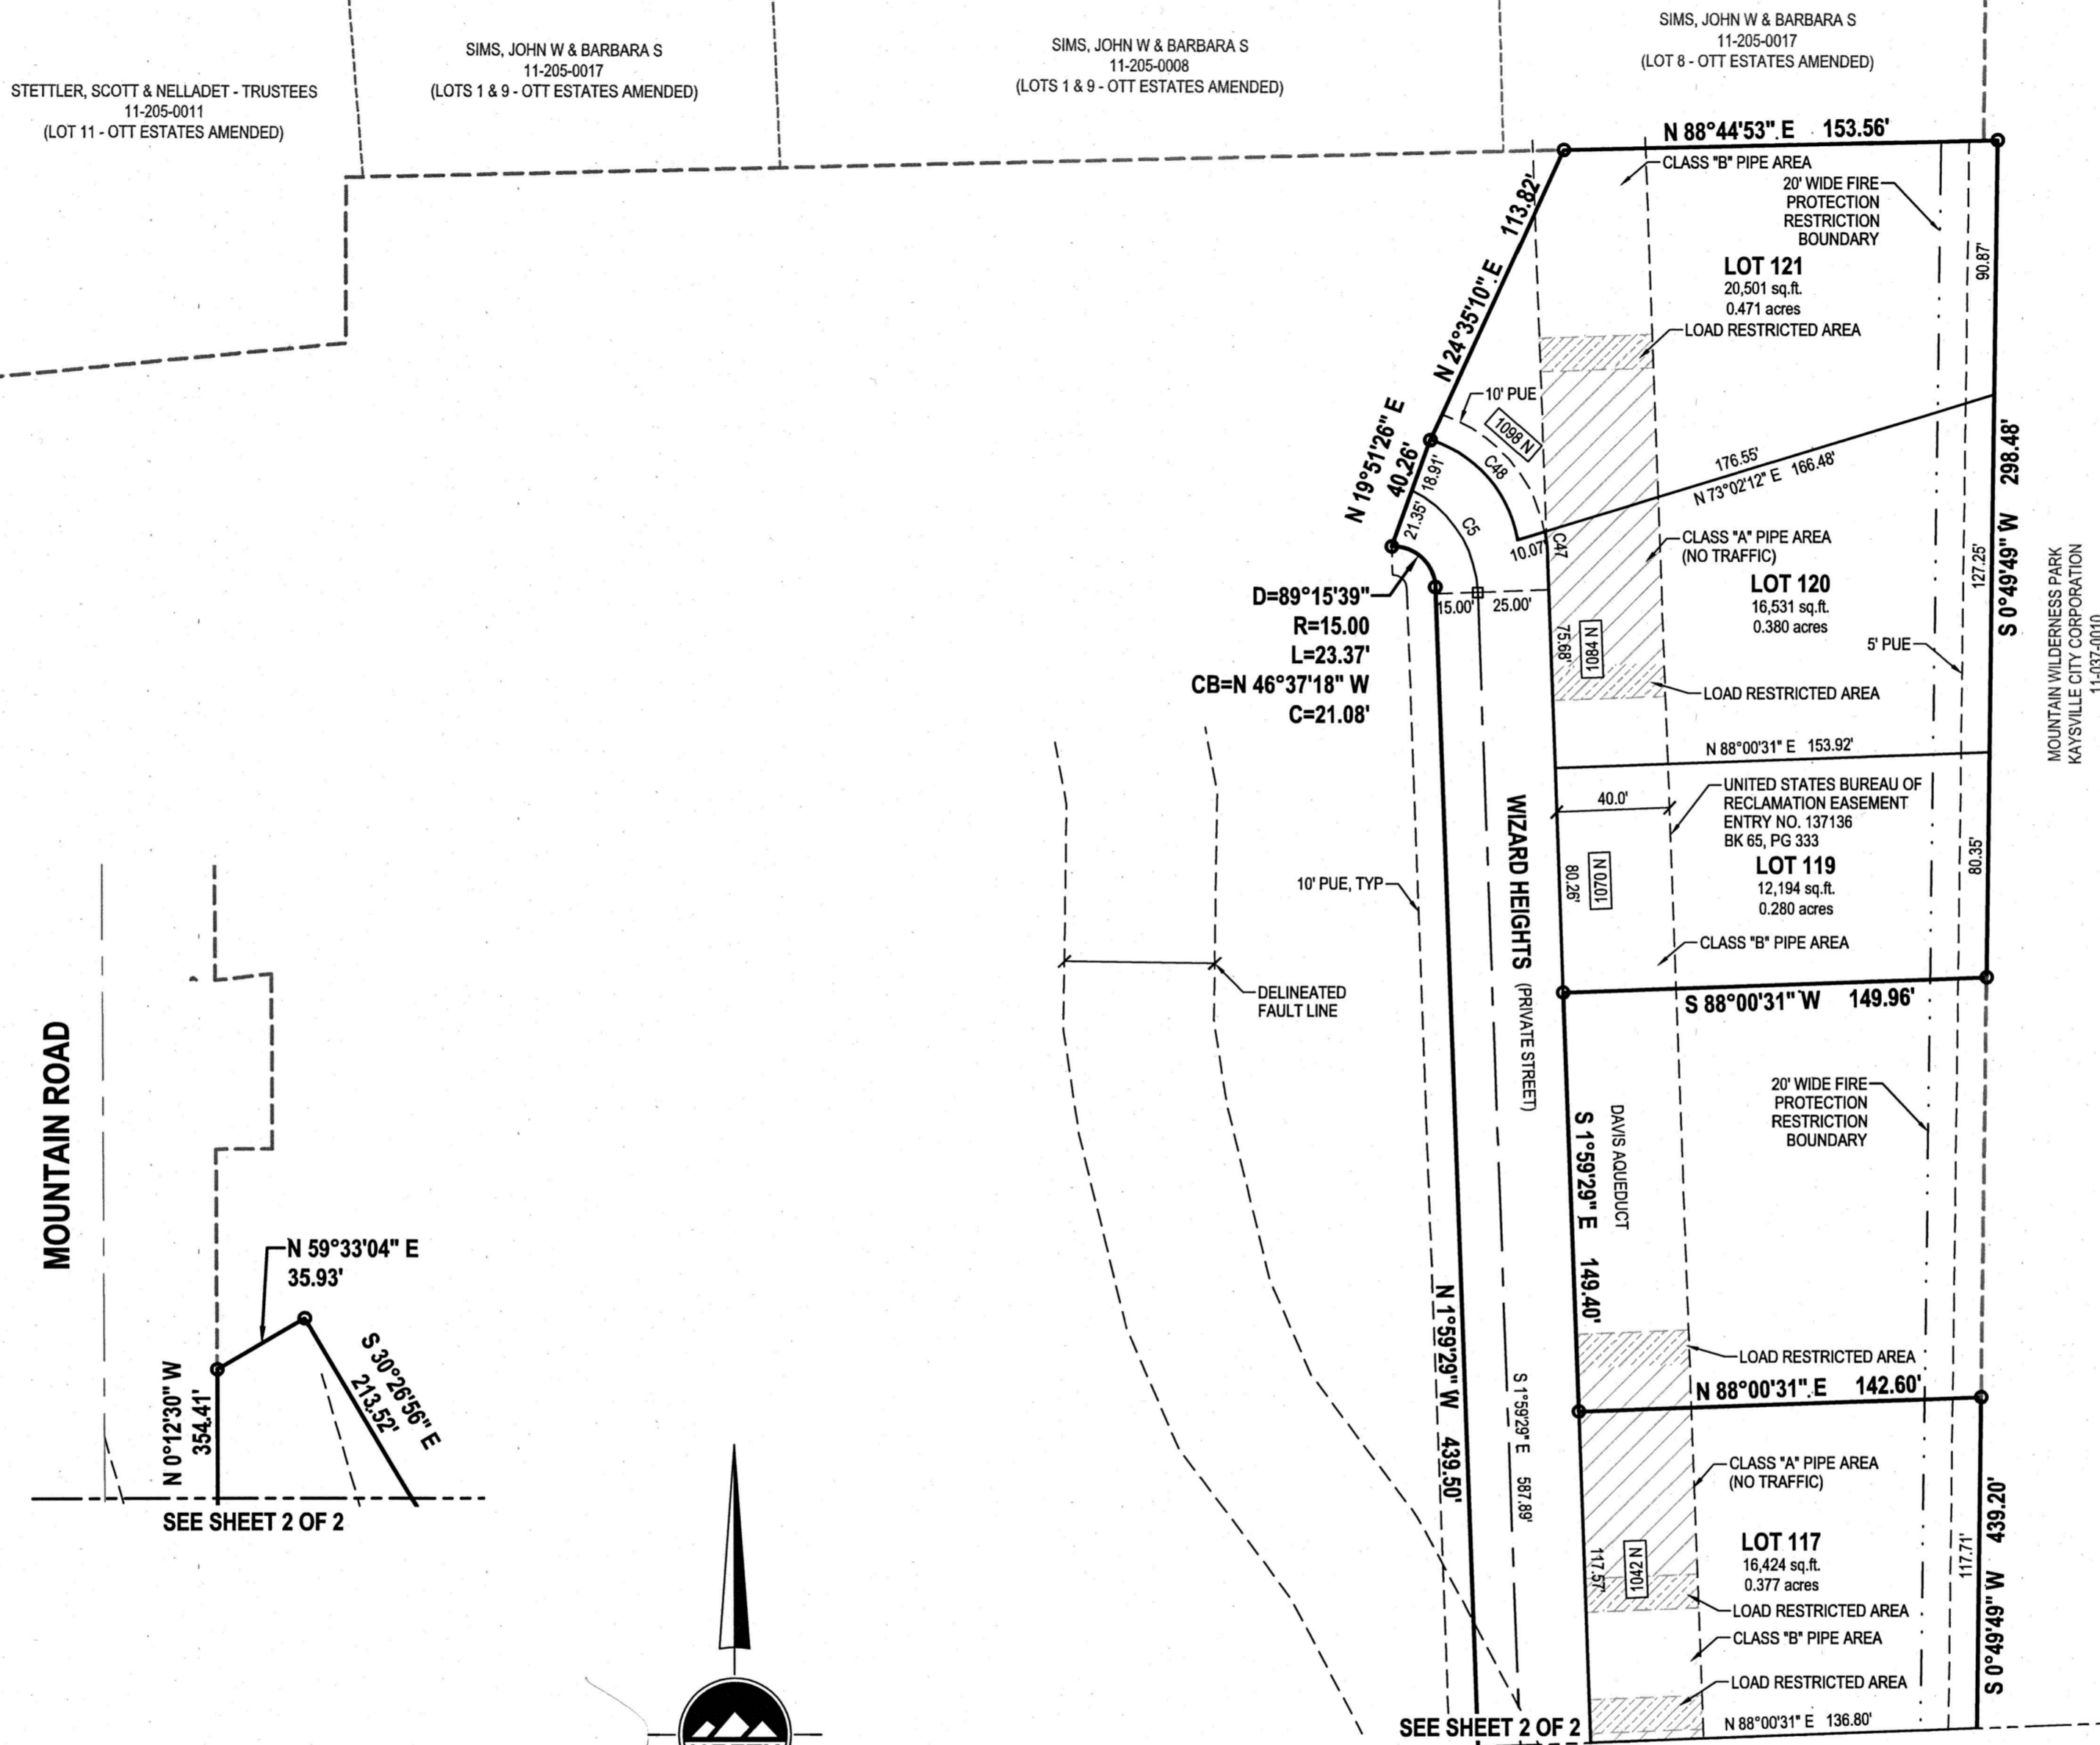 STETTLER, SCOTT & NELLADET - TRUSTEES
11-205-0011
(LOT 11 - OTT ESTATES AMENDED)
SIMS, JOHN W & BARBARA S
11-205-0017
(LOTS 1 & 9 - OTT ESTATES AMENDED)
SIMS, JOHN W & BARBARA S
11-205-0008
(LOTS 1 & 9 - OTT ESTATES AMENDED)
SIMS, JOHN W & BARBARA S
11-205-0017
(LOT 8 - OTT ESTATES AMENDED)
N 88°44'53" E 153.56'
CLASS "B" PIPE AREA
20' WIDE FIRE
PROTECTION
RESTRICTION
BOUNDARY
113.82'
N 24°35'10" E
90.87'
LOT 121
20,501 sq.ft.
0.471 acres
LOAD RESTRICTED AREA
10' PUE
1098 N
N 19°51'26" E
40.26'
18.91'
C48
21.35'
C5
10.07'
C47
176.55'
N 73°02'12" E 166.48'
S 0°49'49" W 298.48'
CLASS "A" PIPE AREA
(NO TRAFFIC)
127.25'
LOT 120
16,531 sq.ft.
0.380 acres
D=89°15'39"
R=15.00
L=23.37'
CB=N 46°37'18" W
C=21.08'
15.00'
25.00'
75.68'
1084 N
5' PUE
LOAD RESTRICTED AREA
MOUNTAIN WILDERNESS PARK
KAYSVILLE CITY CORPORATION
11-037-0010
N 88°00'31" E 153.92'
UNITED STATES BUREAU OF
RECLAMATION EASEMENT
ENTRY NO. 137136
BK 65, PG 333
40.0'
WIZARD HEIGHTS (PRIVATE STREET)
LOT 119
12,194 sq.ft.
0.280 acres
80.26'
1070 N
80.35'
10' PUE, TYP
CLASS "B" PIPE AREA
DELINEATED
FAULT LINE
S 88°00'31" W 149.96'
MOUNTAIN ROAD
20' WIDE FIRE
PROTECTION
RESTRICTION
BOUNDARY
S 1°59'29" E 149.40'
DAVIS AQUEDUCT
N 59°33'04" E
35.93'
N 0°12'30" W
354.41'
S 30°26'56" E
213.52'
SEE SHEET 2 OF 2
N 1°59'29" W 439.50'
S 1°59'29" E 587.89'
LOAD RESTRICTED AREA
N 88°00'31" E 142.60'
CLASS "A" PIPE AREA
(NO TRAFFIC)
LOT 117
16,424 sq.ft.
0.377 acres
117.57'
1042 N
117.71'
S 0°49'49" W 439.20'
LOAD RESTRICTED AREA
CLASS "B" PIPE AREA
LOAD RESTRICTED AREA
SEE SHEET 2 OF 2
N 88°00'31" E 136.80'